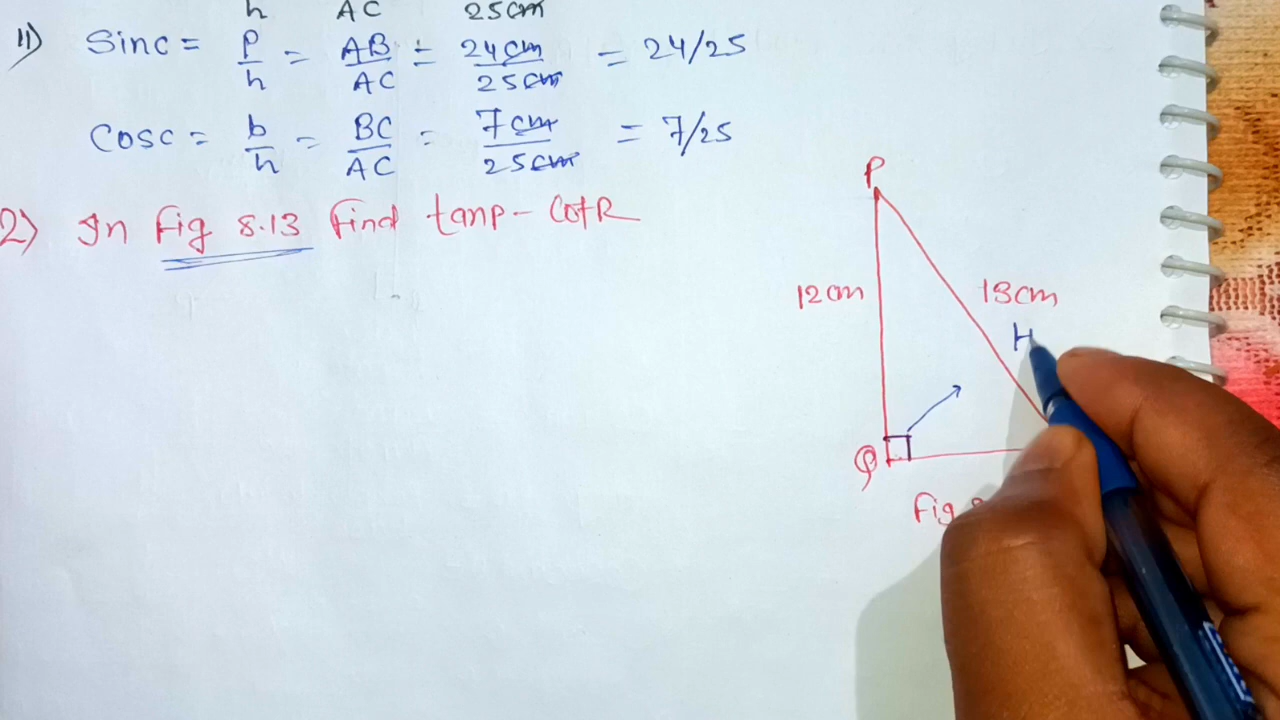 h AC 25cm
11) Sinc = P/h = AB/AC = 24cm/25cm = 24/25
Cosc = b/h = BC/AC = 7cm/25cm = 7/25
2) In Fig 8.13 find tanp - CotR
P
12cm
13cm
H
Q
Fig